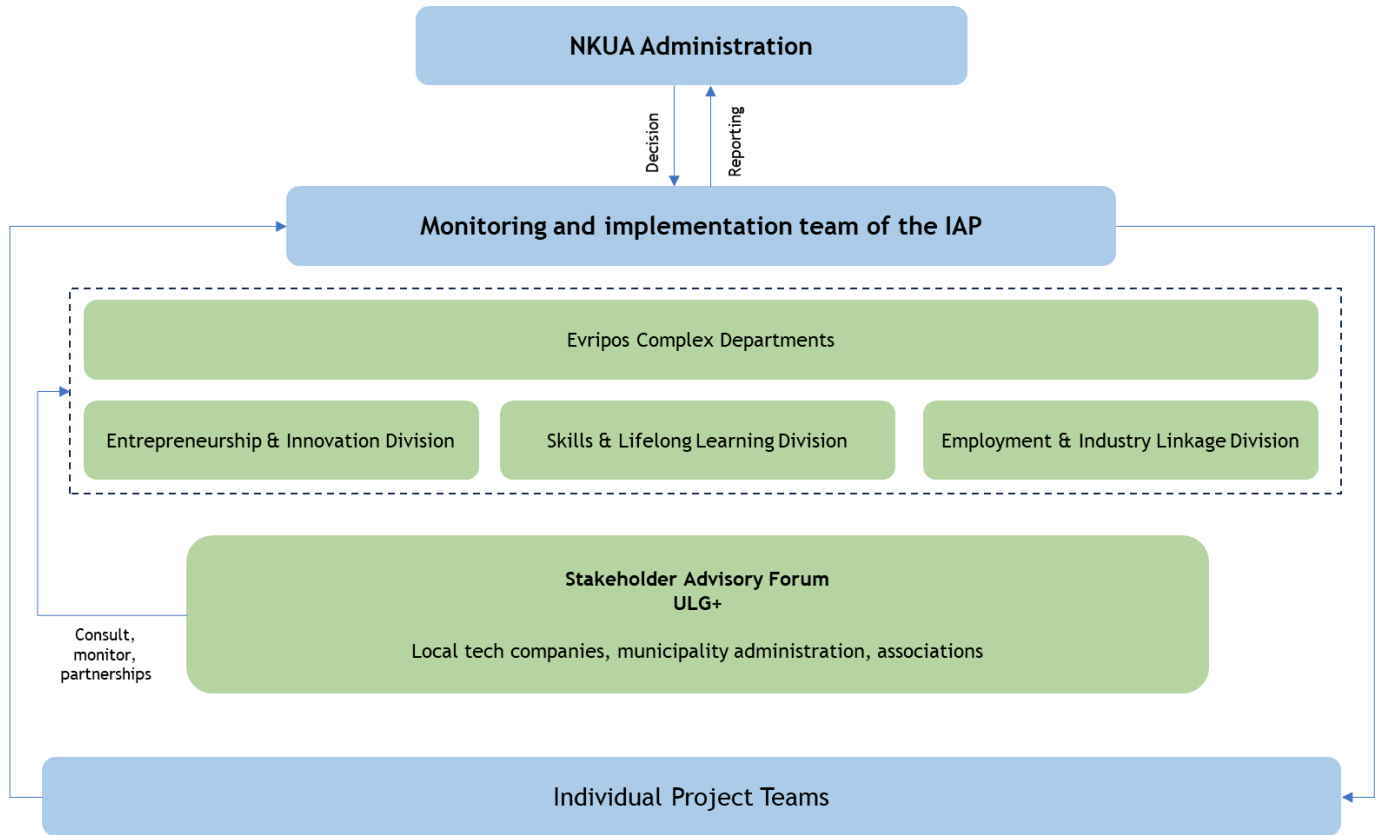 NKUA Administration
Decision
Reporting
Monitoring and implementation team of the IAP
Evripos Complex Departments
Entrepreneurship & Innovation Division
Skills & Lifelong Learning Division
Employment & Industry Linkage Division
Stakeholder Advisory Forum
ULG+
Local tech companies, municipality administration, associations
Consult,
monitor,
partnerships
Individual Project Teams